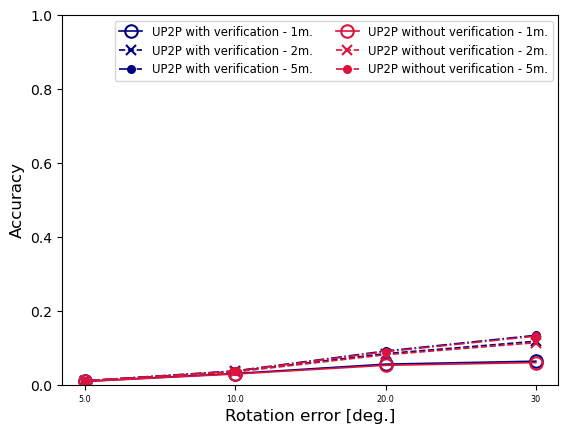 UP2P with verification - 1m.
UP2P with verification - 2m.
UP2P with verification - 5m.
UP2P without verification - 1m.
UP2P without verification - 2m.
UP2P without verification - 5m.
1.0
0.8
0.6
0.4
0.2
0.0
Accuracy
5.0 10.0 20.0 30
Rotation error [deg.]